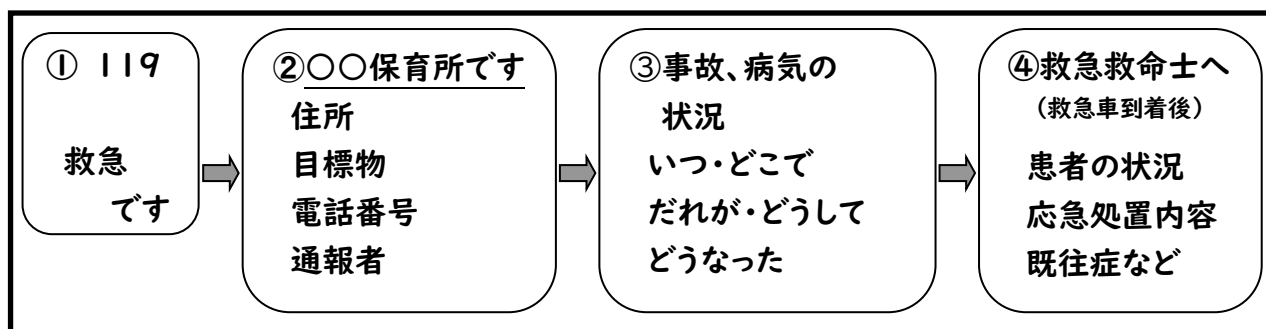 ① 119
救急
です
②〇〇保育所です
住所
目標物
電話番号
通報者
③事故、病気の
状況
いつ・どこで
だれが・どうして
どうなった
④救急救命士へ
(救急車到着後)
患者の状況
応急処置内容
既往症など